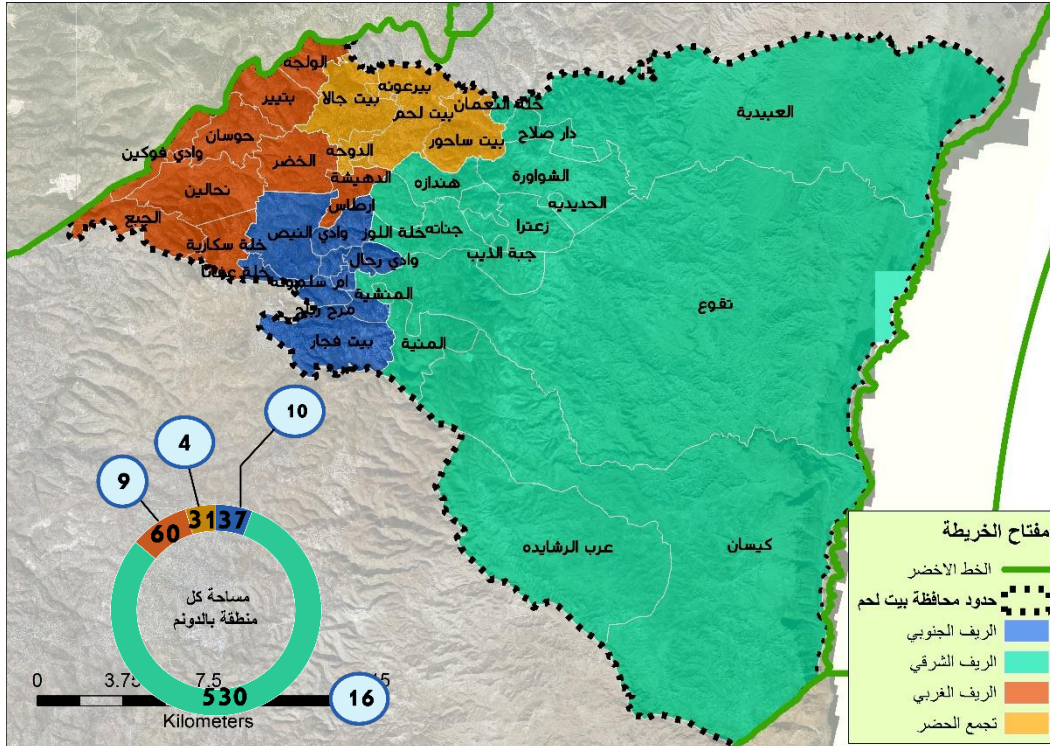 الولجه
بتير
بيرعونه
بيت جالا
خلة النعمان
العبيدية
حوسان
بيت لحم
دار صلاح
وادي فوكين
الخضر
الدوحه
بيت ساحور
نحالين
الدهيشة
هندازه
الشواورة
الجبع
ارطاس
الحديديه
وادي النيص
خلة اللوز
جناته
زعترا
خلة سكارية
وادي رحال
جبة الذيب
ام سلمونه
المنشية
تقوع
مرح رباح
بيت فجار
المنية
عرب الرشايده
كيسان
10
4
9
60
31
37
مساحة كل
منطقة بالدونم
530
16
0 3.75 7.5
Kilometers
مفتاح الخريطة
الخط الاخضر
حدود محافظة بيت لحم
الريف الجنوبي
الريف الشرقي
الريف الغربي
تجمع الحضر